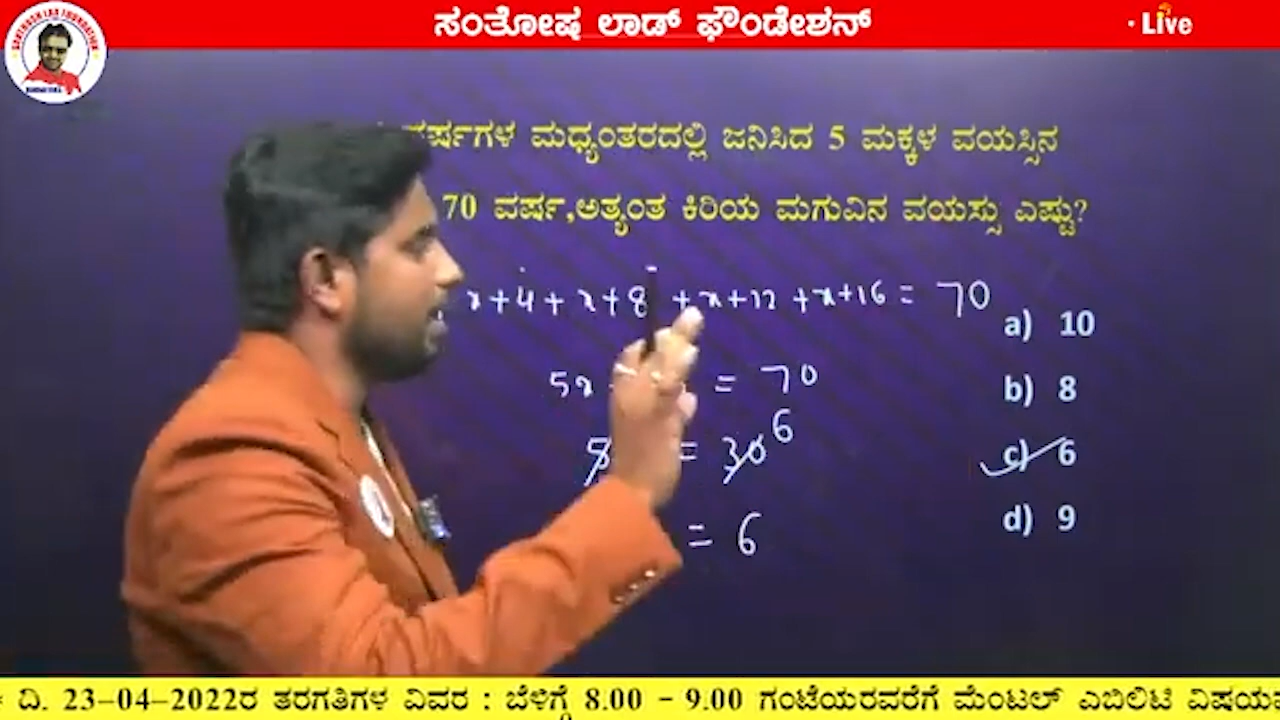 ಸಂತೋಷ ಲಾಡ್ ಫೌಂಡೇಶನ್
Live
ವರ್ಷಗಳ ಮಧ್ಯಂತರದಲ್ಲಿ ಜನಿಸಿದ 5 ಮಕ್ಕಳ ವಯಸ್ಸಿನ
70 ವರ್ಷ,ಅತ್ಯಂತ ಕಿರಿಯ ಮಗುವಿನ ವಯಸ್ಸು ಎಷ್ಟು?
x+4 + x+8 + x+12 + x+16 = 70
5x = 70
5 = 30 6
= 6
a) 10
b) 8
c) 6
d) 9
ದಿ. 23-04-2022ರ ತರಗತಿಗಳ ವಿವರ : ಬೆಳಿಗ್ಗೆ 8.00 - 9.00 ಗಂಟೆಯರವರೆಗೆ ಮೆಂಟಲ್ ಎಬಿಲಿಟಿ